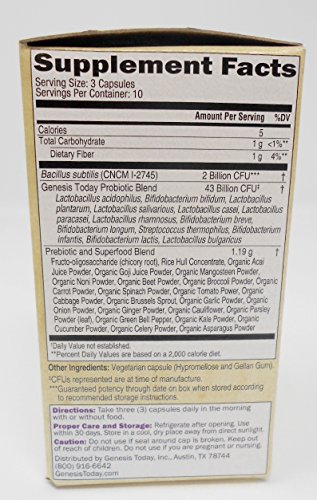 Supplement Facts
Serving Size: 3 Capsules
Servings Per Container: 10
Amount Per Serving %DV
Calories 5
Total Carbohydrate 1 g <1%**
Dietary Fiber 1 g 4%**
Bacillus subtilis (CNCM I-2745) 2 Billion CFU*** †
Genesis Today Probiotic Blend 43 Billion CFU‡ †
Lactobacillus acidophilus, Bifidobacterium bifidum, Lactobacillus
plantarum, Lactobacillus salivarious, Lactobacillus casei, Lactobacillus
paracasei, Lactobacillus rhamnosus, Bifidobacterium breve,
Bifidobacterium longum, Streptococcus thermophilus, Bifidobacterium
infantis, Bifidobacterium lactis, Lactobacillus bulgaricus
Prebiotic and Superfood Blend 1.19 g †
Fructo-oligosaccharide (chicory root), Rice Hull Concentrate, Organic Acai
Juice Powder, Organic Goji Juice Powder, Organic Mangosteen Powder,
Organic Noni Powder, Organic Beet Powder, Organic Broccoli Powder, Organic
Carrot Powder, Organic Spinach Powder, Organic Tomato Power, Organic
Cabbage Powder, Organic Brussels Sprout, Organic Garlic Powder, Organic
Onion Powder, Organic Ginger Powder, Organic Cauliflower, Organic Parsley
Powder (leaf), Organic Green Bell Pepper, Organic Kale Powder, Organic
Cucumber Powder, Organic Celery Powder, Organic Asparagus Powder
†Daily Value not established.
**Percent Daily Values are based on a 2,000 calorie diet.
Other Ingredients: Vegetarian capsule (Hypromellose and Gellan Gum).
‡CFUs represented are at time of manufacture.
***Guaranteed potency through date on box when stored according
to recommended storage instructions.
Directions: Take three (3) capsules daily in the morning
with or without food.
Proper Care and Storage: Refrigerate after opening. Use
within 30 days. Store in a cool, dry place away from direct sunlight.
Caution: Do not use if seal around cap is broken. Keep out
of reach of children. Do not use if you are pregnant or nursing.
Distributed by Genesis Today, Inc., Austin, TX 78744
(800) 916-6642
GenesisToday.com